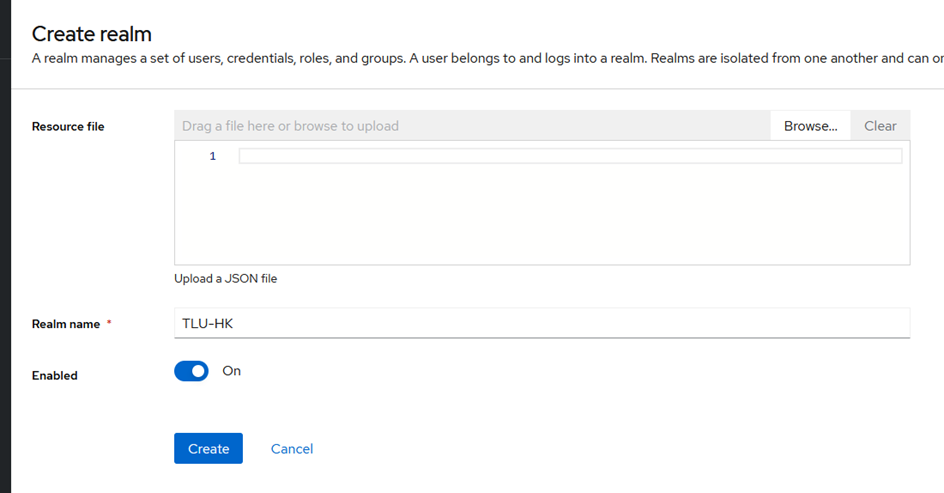 Create realm
A realm manages a set of users, credentials, roles, and groups. A user belongs to and logs into a realm. Realms are isolated from one another and can
Resource file
Drag a file here or browse to upload
Browse...
Clear
1
Upload a JSON file
Realm name *
TLU-HK
Enabled
On
Create
Cancel